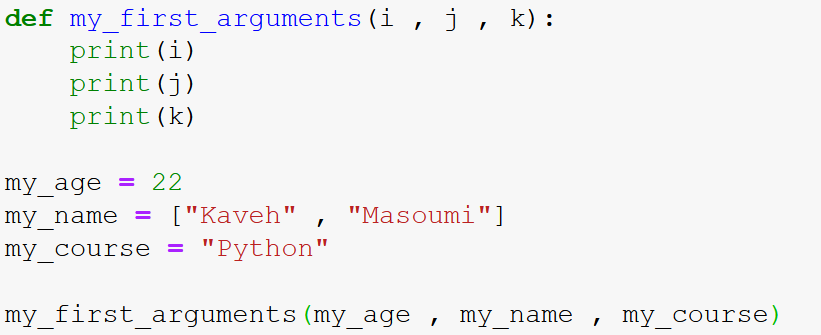 def my_first_arguments(i , j , k):
    print(i)
    print(j)
    print(k)

my_age = 22
my_name = ["Kaveh" , "Masoumi"]
my_course = "Python"

my_first_arguments(my_age , my_name , my_course)